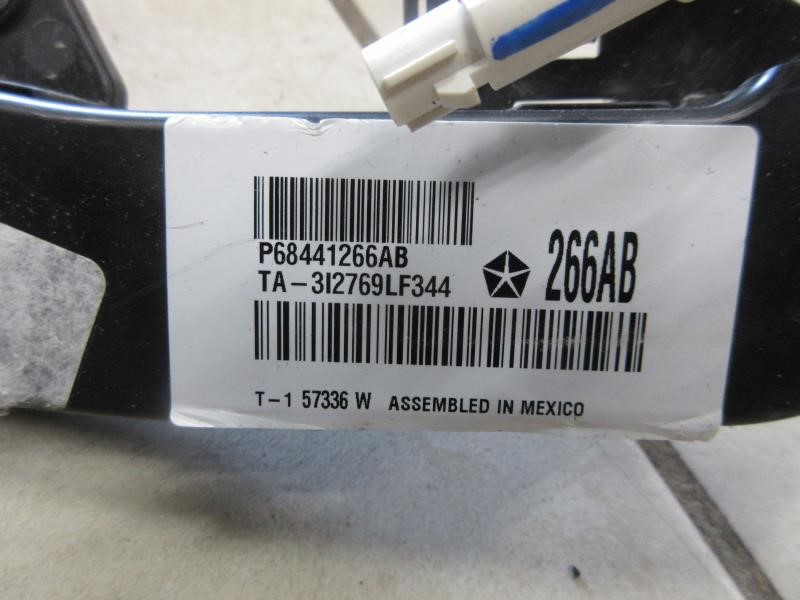 P68441266AB
TA-3I2769LF344
266AB
T-1 57336 W ASSEMBLED IN MEXICO